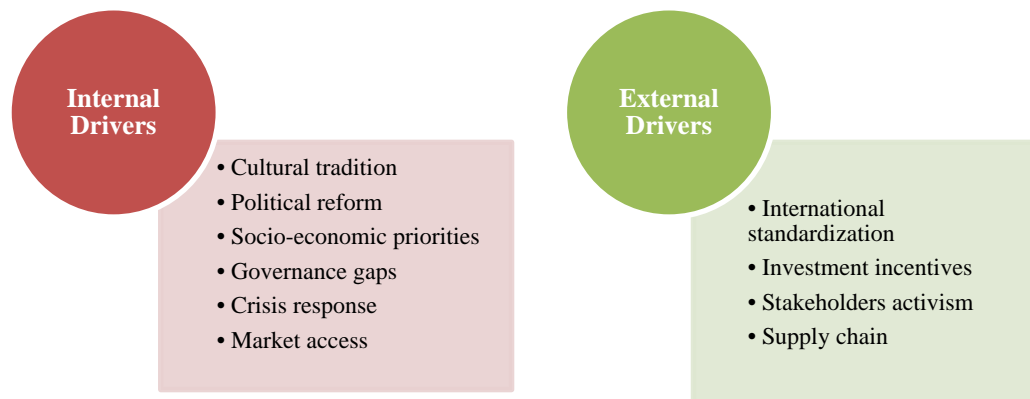 Internal
Drivers
• Cultural tradition
• Political reform
• Socio-economic priorities
• Governance gaps
• Crisis response
• Market access
External
Drivers
• International
standardization
• Investment incentives
• Stakeholders activism
• Supply chain